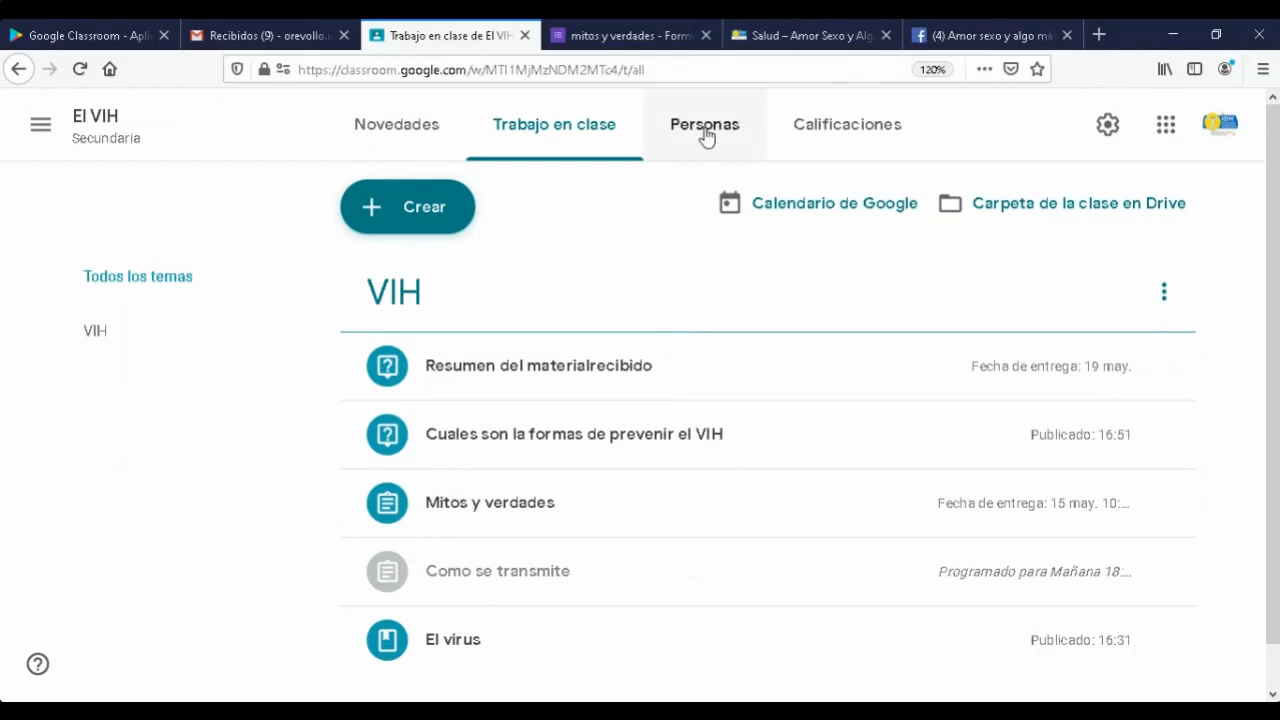 Google Classroom - Apli
Recibidos (9) - orevollo.i
Trabajo en clase de El VIH
mitos y verdades - Form
Salud – Amor Sexo y Alg
(4) Amor sexo y algo má
https://classroom.google.com/w/MTI1MjMzNDM2MTc4/t/all
120%
El VIH
Secundaria
Novedades
Trabajo en clase
Personas
Calificaciones
Crear
Calendario de Google
Carpeta de la clase en Drive
Todos los temas
VIH
VIH
Resumen del materialrecibido
Fecha de entrega: 19 may.
Cuales son la formas de prevenir el VIH
Publicado: 16:51
Mitos y verdades
Fecha de entrega: 15 may. 10:...
Como se transmite
Programado para Mañana 18:...
El virus
Publicado: 16:31